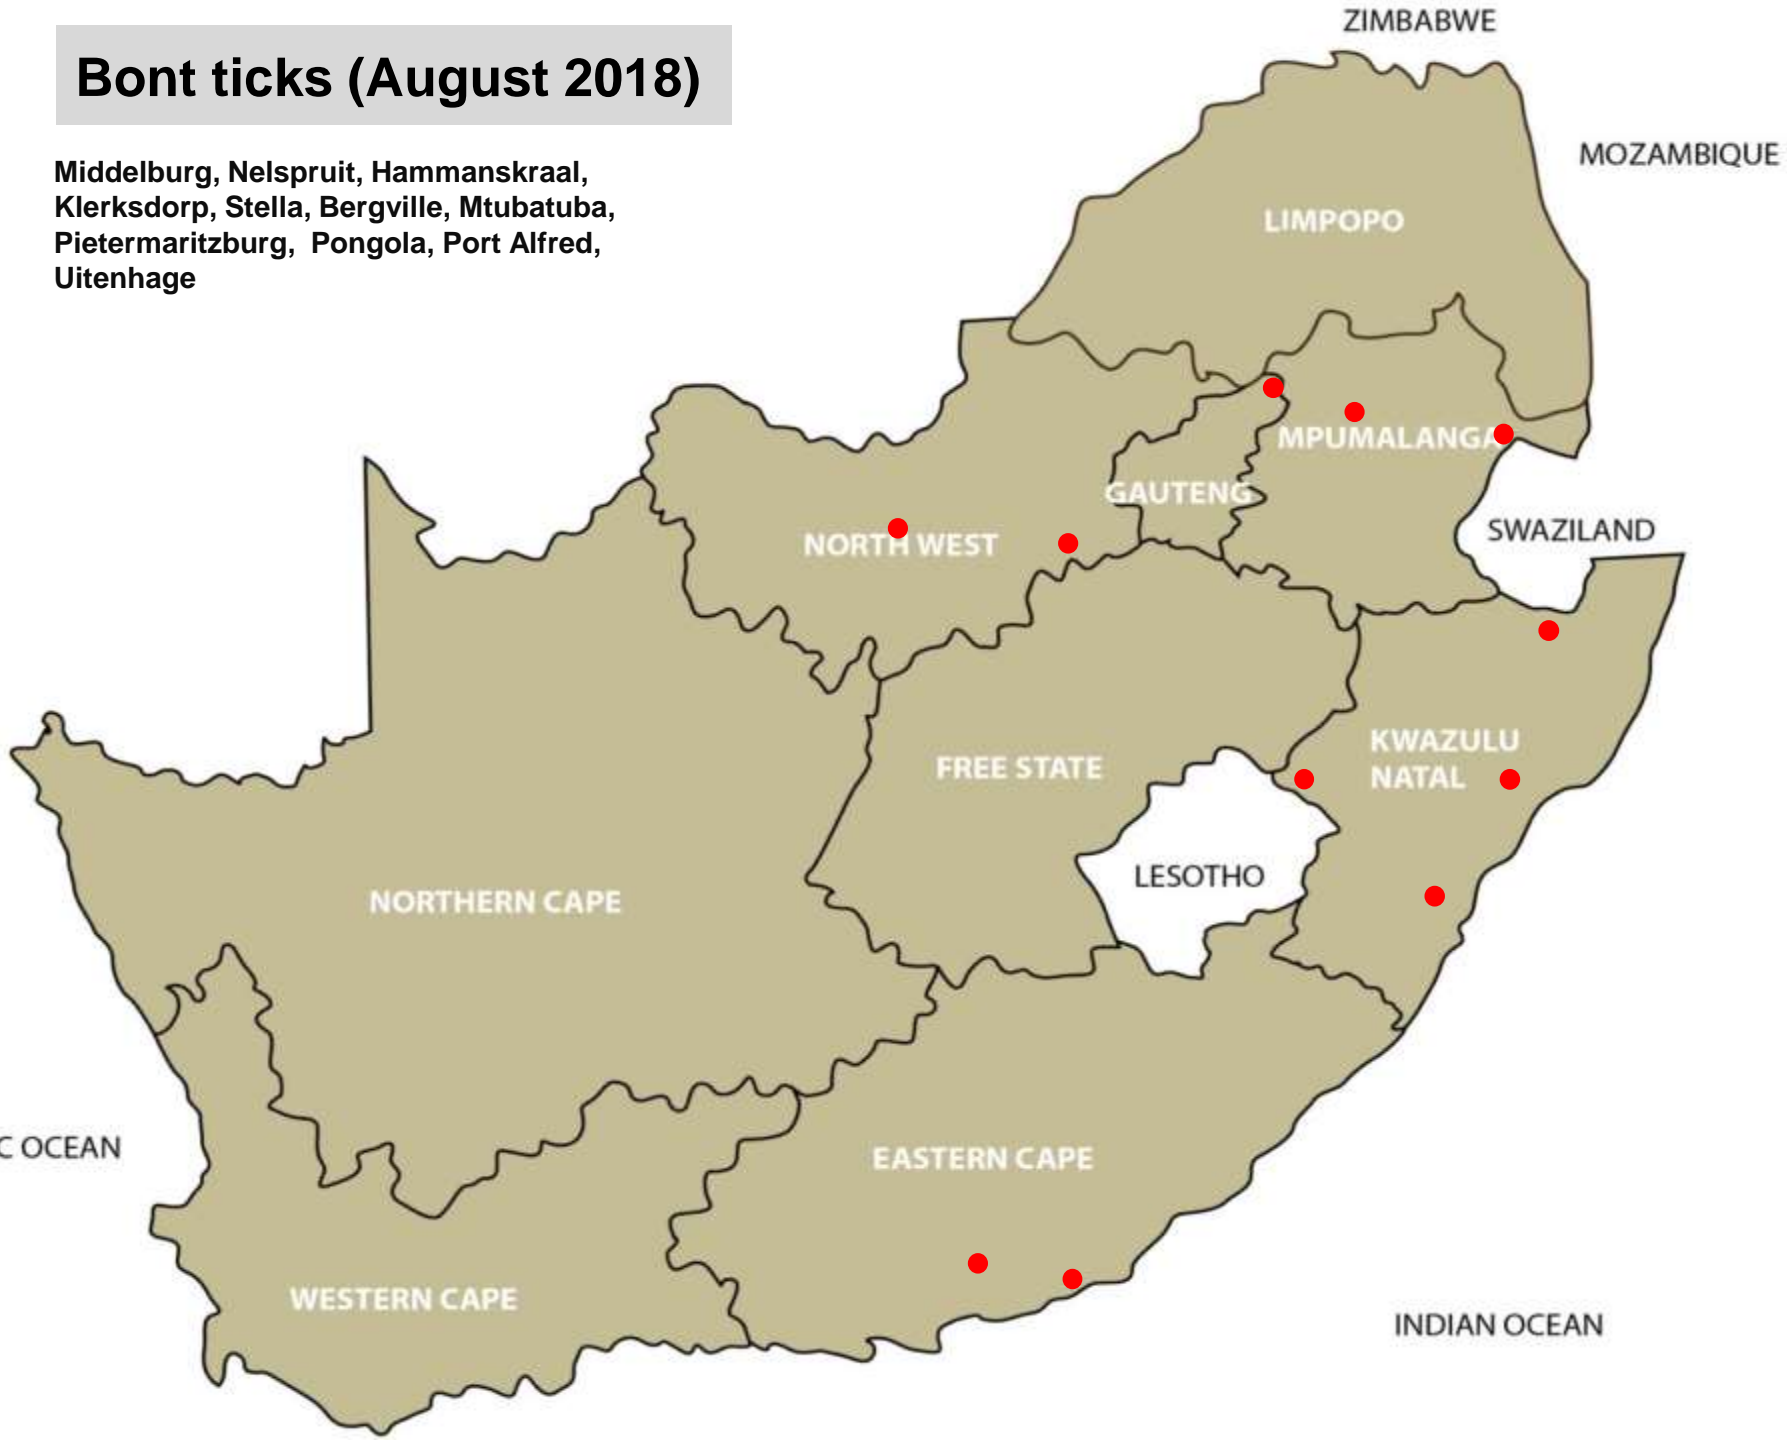 Bont ticks (August 2018)
Middelburg, Nelspruit, Hammanskraal,
Klerksdorp, Stella, Bergville, Mtubatuba,
Pietermaritzburg, Pongola, Port Alfred,
Uitenhage
ZIMBABWE
MOZAMBIQUE
LIMPOPO
MPUMALANGA
GAUTENG
SWAZILAND
NORTH WEST
KWAZULU
NATAL
FREE STATE
LESOTHO
NORTHERN CAPE
C OCEAN
EASTERN CAPE
WESTERN CAPE
INDIAN OCEAN